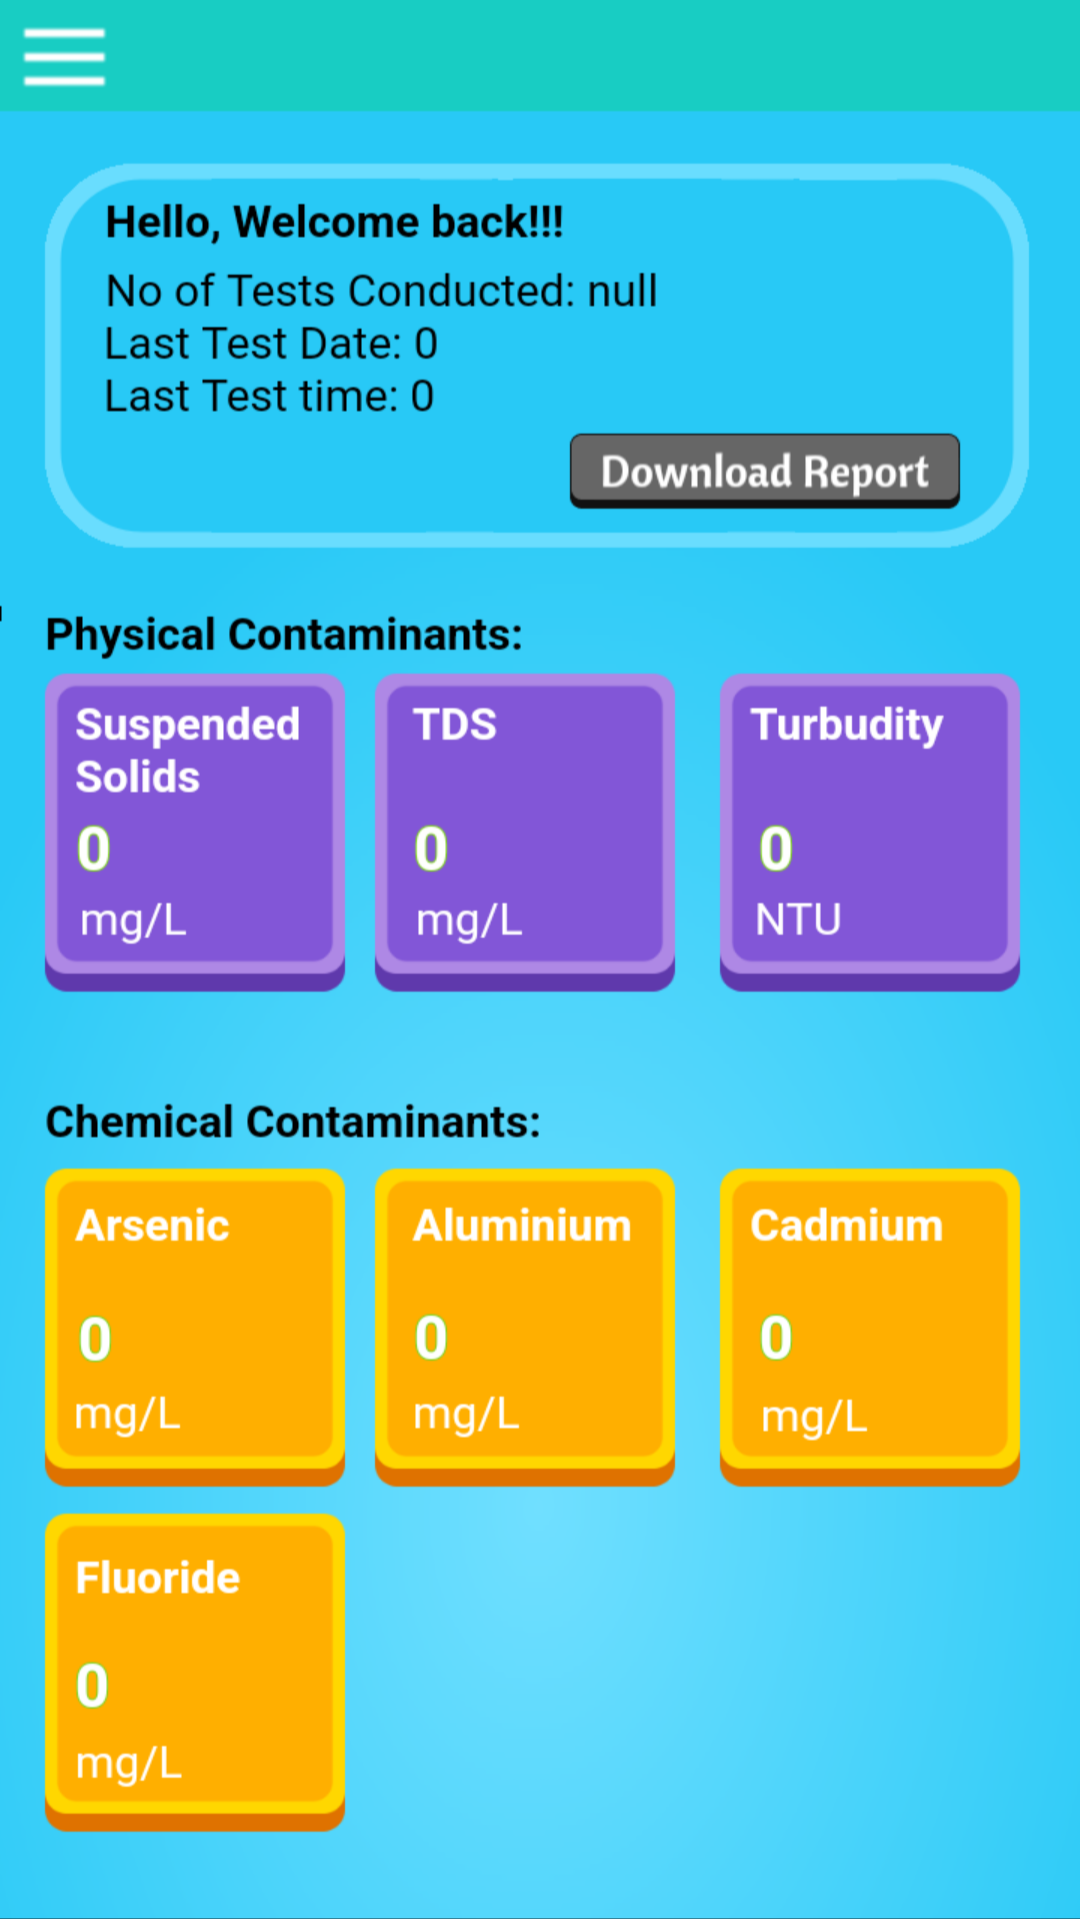 Hello, Welcome back!!!
No of Tests Conducted: null
Last Test Date: 0
Last Test time: 0
Download Report
Physical Contaminants:
Suspended
Solids
0
mg/L
TDS
0
mg/L
Turbudity
0
NTU
Chemical Contaminants:
Arsenic
0
mg/L
Aluminium
0
mg/L
Cadmium
0
mg/L
Fluoride
0
mg/L